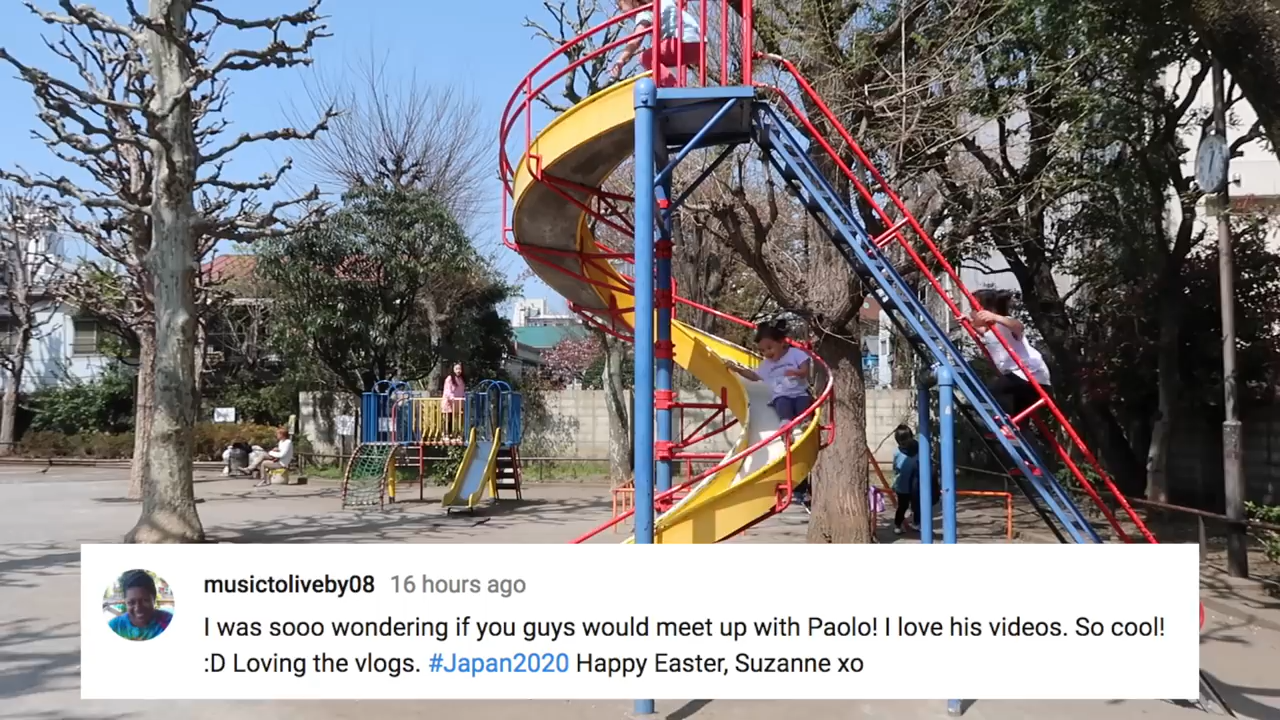 musictoliveby08 16 hours ago
I was sooo wondering if you guys would meet up with Paolo! I love his videos. So cool!
:D Loving the vlogs. #Japan2020 Happy Easter, Suzanne xo